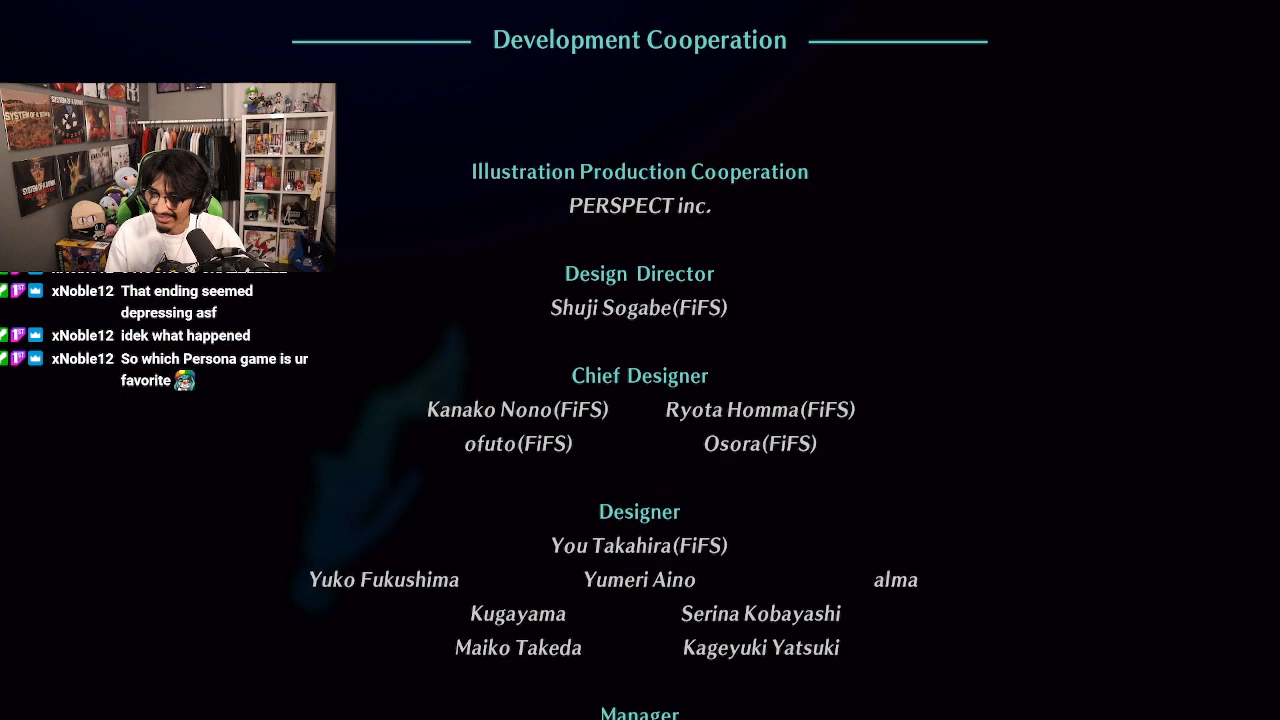 Development Cooperation
Illustration Production Cooperation
PERSPECT inc.
Design Director
Shuji Sogabe(FiFS)
Chief Designer
Kanako Nono(FiFS) Ryota Homma(FiFS)
ofuto(FiFS) Osora(FiFS)
Designer
You Takahira(FiFS)
Yuko Fukushima Yumeri Aino alma
Kugayama Serina Kobayashi
Maiko Takeda Kageyuki Yatsuki
Manager
SYSTEM OF A DOWN
xNoble12 That ending seemed
depressing asf
xNoble12 idek what happened
xNoble12 So which Persona game is ur
favorite